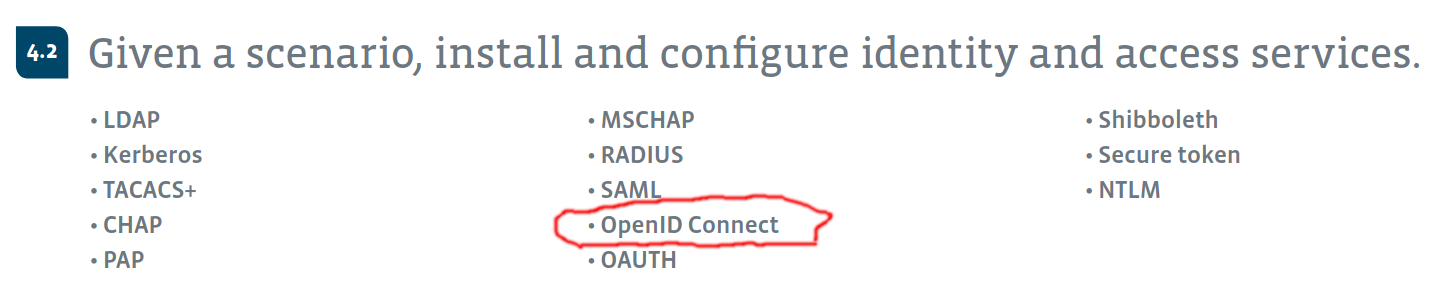 4.2 Given a scenario, install and configure identity and access services.
• LDAP
• Kerberos
• TACACS+
• CHAP
• PAP
• MSCHAP
• RADIUS
• SAML
• OpenID Connect
• OAUTH
• Shibboleth
• Secure token
• NTLM